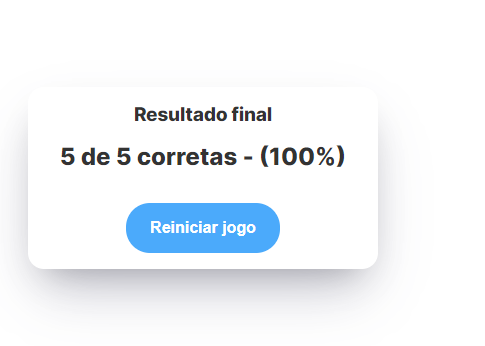 Resultado final
5 de 5 corretas - (100%)
Reiniciar jogo